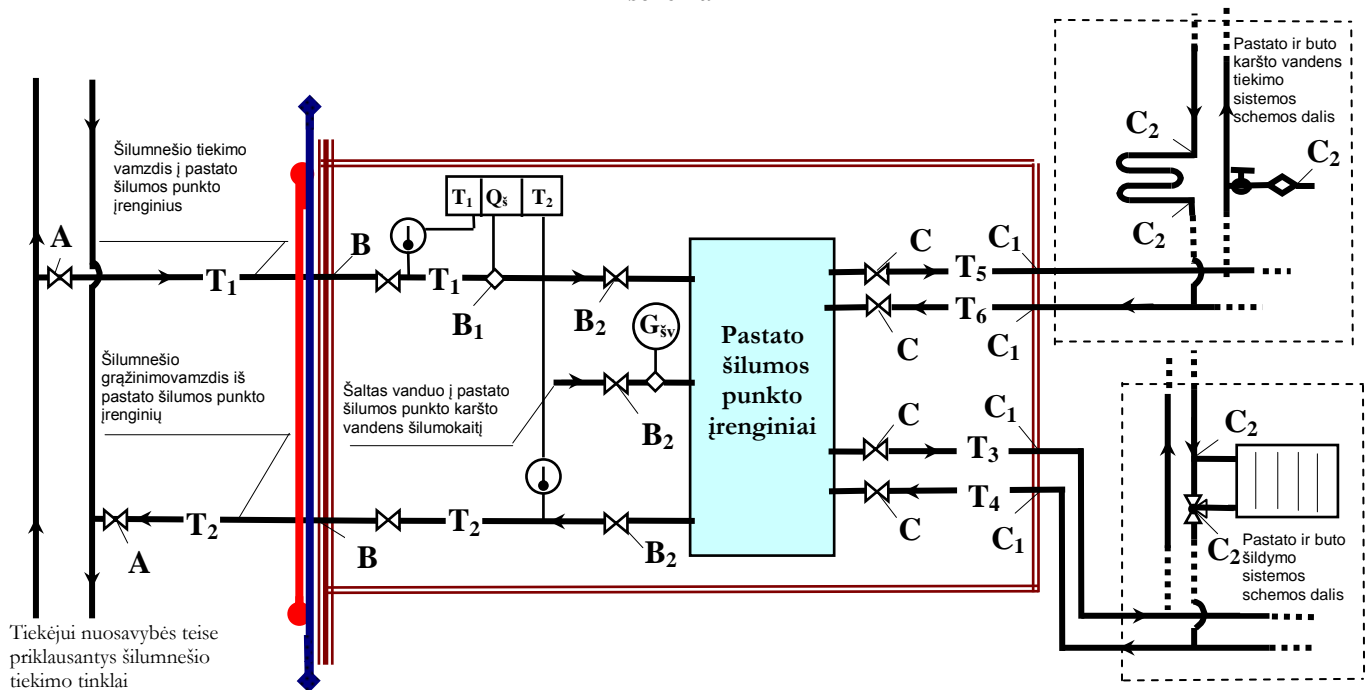 Šilumnešio tiekimo
vamzdis į pastato
šilumos punkto
įrenginius
A
T1
B
T1 Qš T2
T1
B1
B2
Gšv
Šilumnešio
grąžinimovamzdis iš
pastato šilumos punkto
įrenginių
Šaltas vanduo į pastato
šilumos punkto karšto
vandens šilumokaitį
B2
T2
A
B
T2
B2
Pastato
šilumos
punkto
įrenginiai
C
T5
C1
T6
C
C1
C
T3
C1
T4
C
C1
Pastato ir buto
karšto vandens
tiekimo
sistemos
schemos dalis
C2
C2
C2
C2
C2
Pastato ir buto
šildymo
sistemos
schemos dalis
Tiekėjui nuosavybės teise
priklausantys šilumnešio
tiekimo tinklai